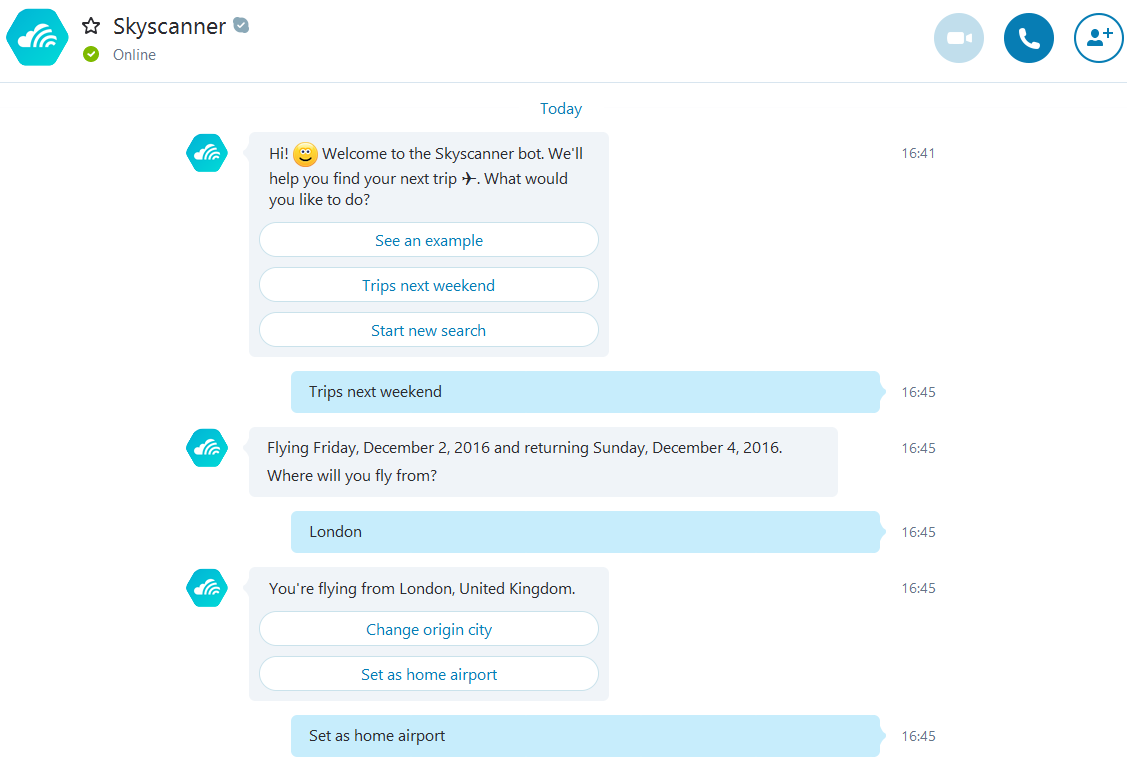 Skyscanner
Online
Today
Hi! Welcome to the Skyscanner bot. We'll
help you find your next trip ✈. What would
you like to do?
16:41
See an example
Trips next weekend
Start new search
Trips next weekend
16:45
Flying Friday, December 2, 2016 and returning Sunday, December 4, 2016.
Where will you fly from?
16:45
London
16:45
You're flying from London, United Kingdom.
16:45
Change origin city
Set as home airport
Set as home airport
16:45